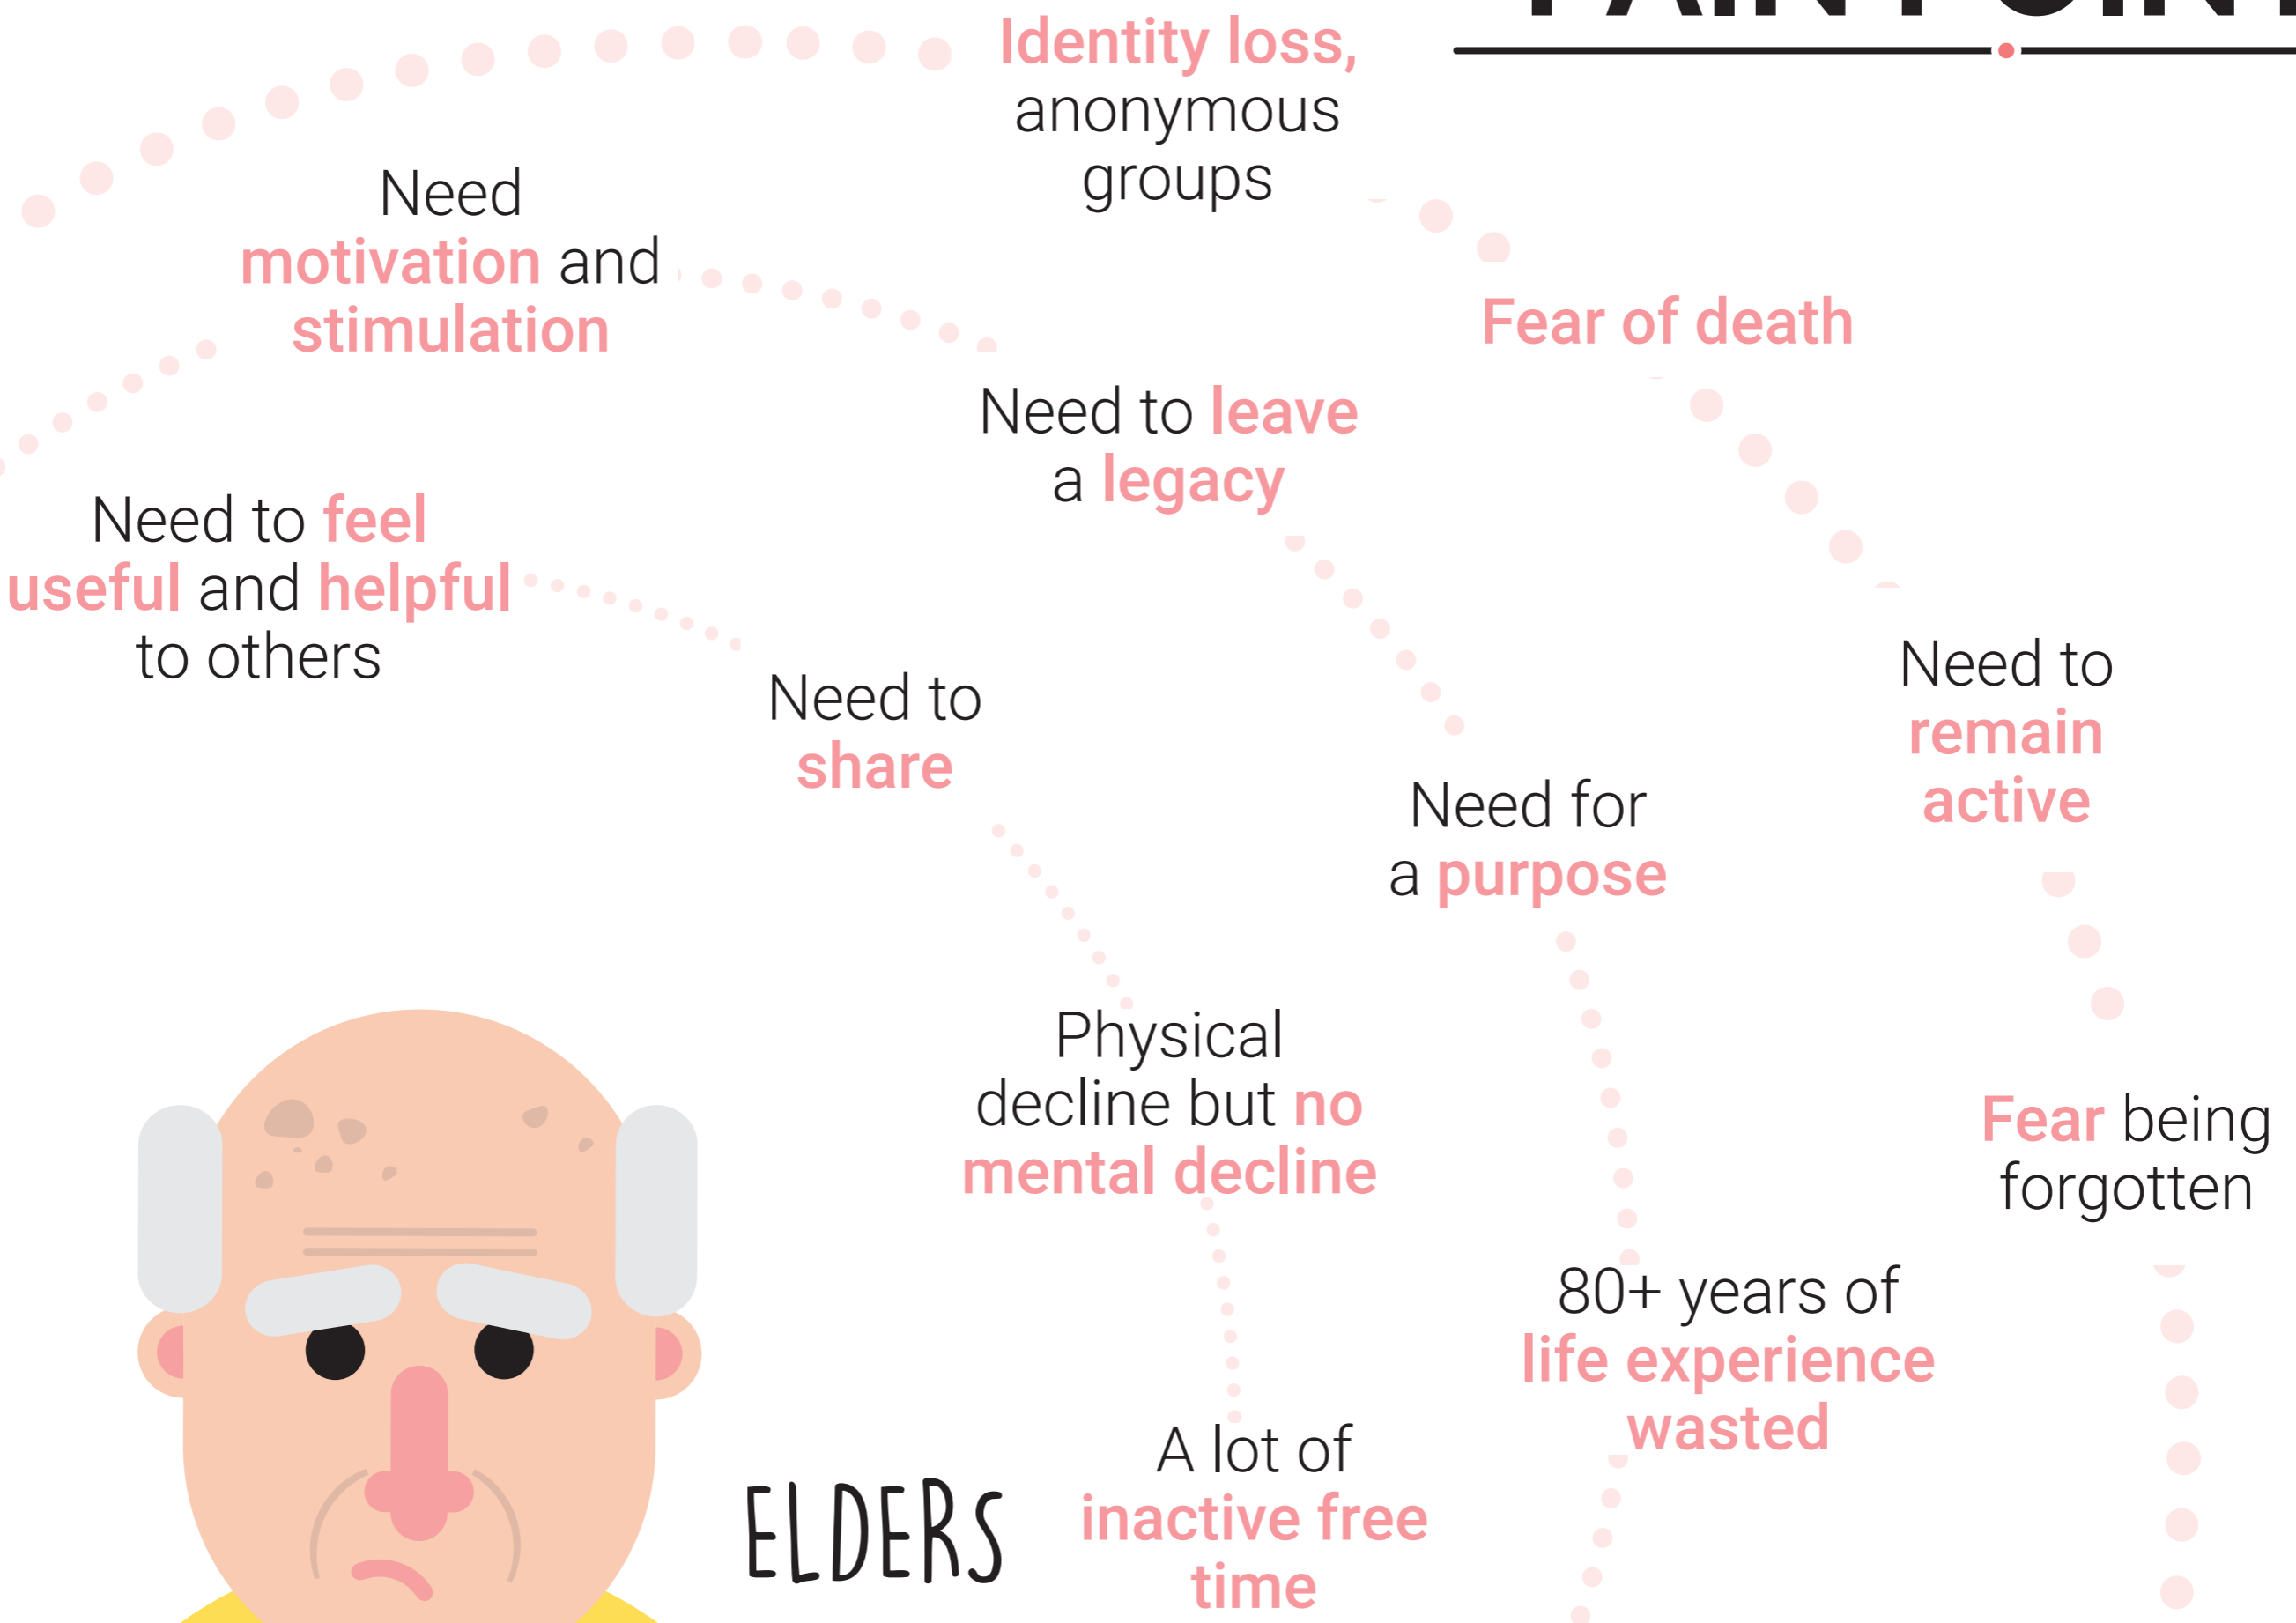 PAIN POINT
Identity loss,
anonymous
groups
Need
motivation and
stimulation
Fear of death
Need to leave
a legacy
Need to feel
useful and helpful
to others
Need to
share
Need to
remain
active
Need for
a purpose
Physical
decline but no
mental decline
Fear being
forgotten
80+ years of
life experience
wasted
A lot of
inactive free
time
ELDERS